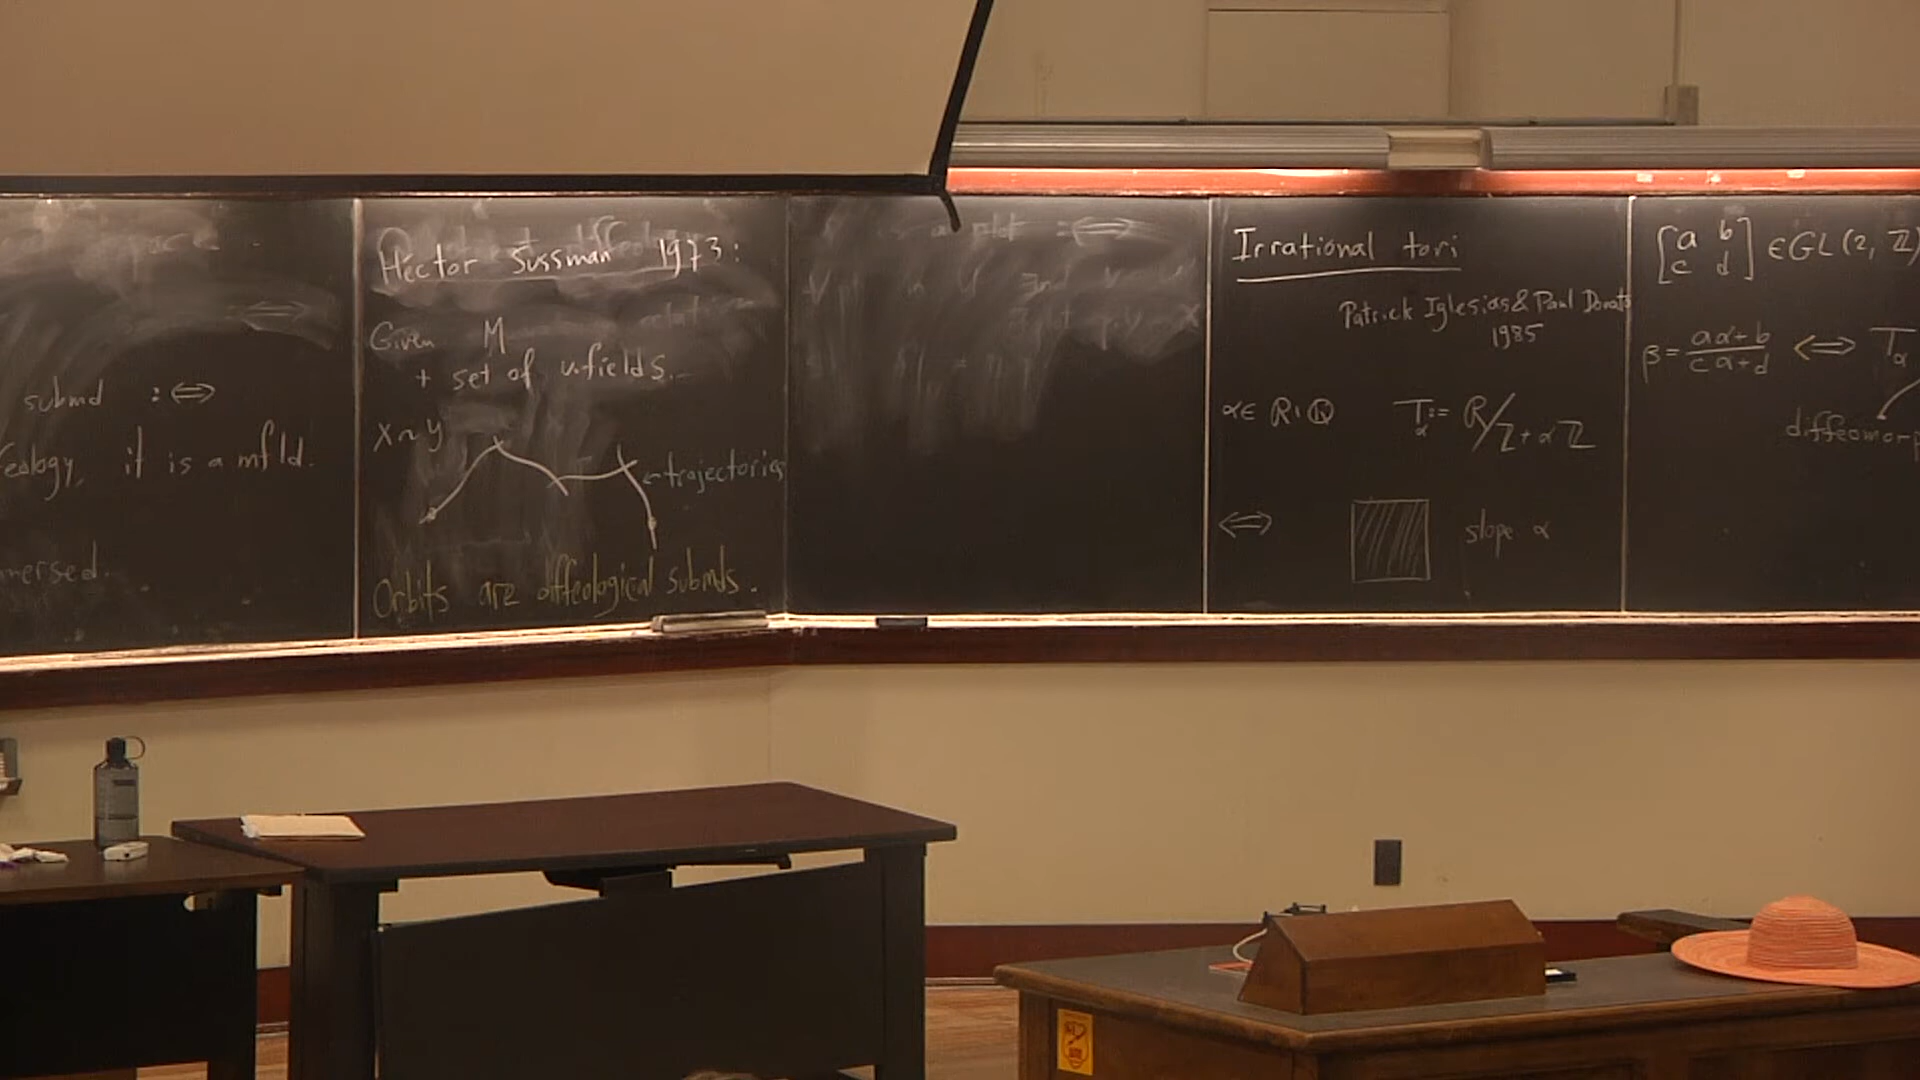 submd :⇔
eology, it is a mfld.
mersed.
Héctor Sussman 1973:
Given M
+ set of v.fields.
x~y
←trajectories
Orbits are diffeological submds.
Irrational tori
Patrick Iglesias & Paul Donato
1985
α∈ ℝ∖ℚ T_α := ℝ/ℤ+αℤ
⇔ slope α
[a b
c d] ∈ GL(2, ℤ)
β = aα+b / cα+d ⇔ T_α
diffeomorp